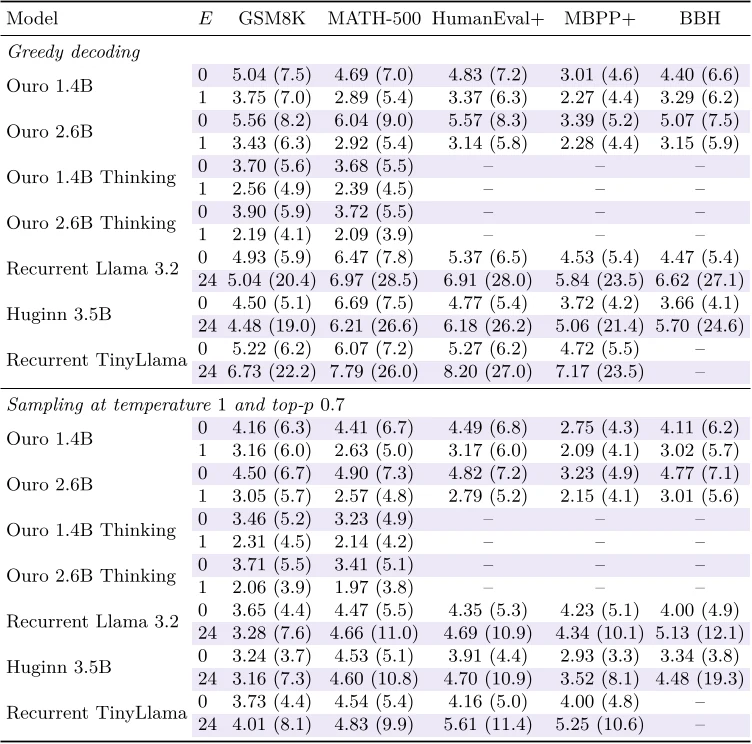 Model E GSM8K MATH-500 HumanEval+ MBPP+ BBH
Greedy decoding
Ouro 1.4B 0 5.04 (7.5) 4.69 (7.0) 4.83 (7.2) 3.01 (4.6) 4.40 (6.6)
1 3.75 (7.0) 2.89 (5.4) 3.37 (6.3) 2.27 (4.4) 3.29 (6.2)
Ouro 2.6B 0 5.56 (8.2) 6.04 (9.0) 5.57 (8.3) 3.39 (5.2) 5.07 (7.5)
1 3.43 (6.3) 2.92 (5.4) 3.14 (5.8) 2.28 (4.4) 3.15 (5.9)
Ouro 1.4B Thinking 0 3.70 (5.6) 3.68 (5.5) – – –
1 2.56 (4.9) 2.39 (4.5) – – –
Ouro 2.6B Thinking 0 3.90 (5.9) 3.72 (5.5) – – –
1 2.19 (4.1) 2.09 (3.9) – – –
Recurrent Llama 3.2 0 4.93 (5.9) 6.47 (7.8) 5.37 (6.5) 4.53 (5.4) 4.47 (5.4)
24 5.04 (20.4) 6.97 (28.5) 6.91 (28.0) 5.84 (23.5) 6.62 (27.1)
Huginn 3.5B 0 4.50 (5.1) 6.69 (7.5) 4.77 (5.4) 3.72 (4.2) 3.66 (4.1)
24 4.48 (19.0) 6.21 (26.6) 6.18 (26.2) 5.06 (21.4) 5.70 (24.6)
Recurrent TinyLlama 0 5.22 (6.2) 6.07 (7.2) 5.27 (6.2) 4.72 (5.5) –
24 6.73 (22.2) 7.79 (26.0) 8.20 (27.0) 7.17 (23.5) –
Sampling at temperature 1 and top-p 0.7
Ouro 1.4B 0 4.16 (6.3) 4.41 (6.7) 4.49 (6.8) 2.75 (4.3) 4.11 (6.2)
1 3.16 (6.0) 2.63 (5.0) 3.17 (6.0) 2.09 (4.1) 3.02 (5.7)
Ouro 2.6B 0 4.50 (6.7) 4.90 (7.3) 4.82 (7.2) 3.23 (4.9) 4.77 (7.1)
1 3.05 (5.7) 2.57 (4.8) 2.79 (5.2) 2.15 (4.1) 3.01 (5.6)
Ouro 1.4B Thinking 0 3.46 (5.2) 3.23 (4.9) – – –
1 2.31 (4.5) 2.14 (4.2) – – –
Ouro 2.6B Thinking 0 3.71 (5.5) 3.41 (5.1) – – –
1 2.06 (3.9) 1.97 (3.8) – – –
Recurrent Llama 3.2 0 3.65 (4.4) 4.47 (5.5) 4.35 (5.3) 4.23 (5.1) 4.00 (4.9)
24 3.28 (7.6) 4.66 (11.0) 4.69 (10.9) 4.34 (10.1) 5.13 (12.1)
Huginn 3.5B 0 3.24 (3.7) 4.53 (5.1) 3.91 (4.4) 2.93 (3.3) 3.34 (3.8)
24 3.16 (7.3) 4.60 (10.8) 4.70 (10.9) 3.52 (8.1) 4.48 (19.3)
Recurrent TinyLlama 0 3.73 (4.4) 4.54 (5.4) 4.16 (5.0) 4.00 (4.8) –
24 4.01 (8.1) 4.83 (9.9) 5.61 (11.4) 5.25 (10.6) –